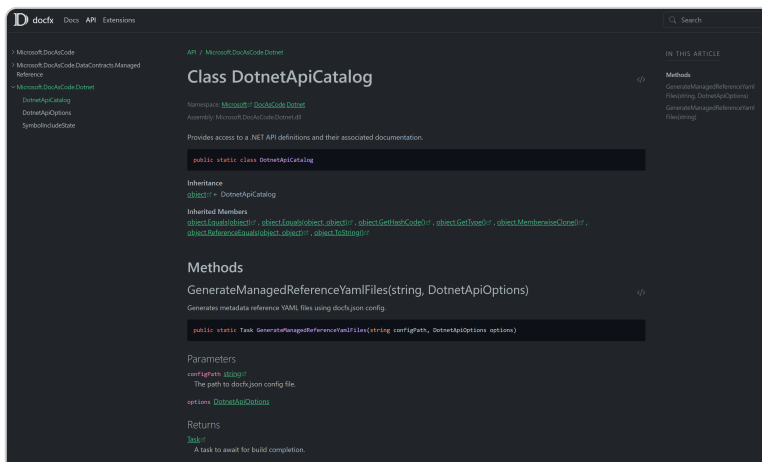 docfx Docs API Extensions
Search
Microsoft.DocAsCode
Microsoft.DocAsCode.DataContracts.Managed
Reference
Microsoft.DocAsCode.Dotnet
DotnetApiCatalog
DotnetApiOptions
SymbolIncludeState
API / Microsoft.DocAsCode.Dotnet
Class DotnetApiCatalog
Namespace: Microsoft.DocAsCode.Dotnet
Assembly: Microsoft.DocAsCode.Dotnet.dll
Provides access to a .NET API definitions and their associated documentation.
public static class DotnetApiCatalog
Inheritance
object ← DotnetApiCatalog
Inherited Members
object.Equals(object) , object.Equals(object, object) , object.GetHashCode() , object.GetType() , object.MemberwiseClone() ,
object.ReferenceEquals(object, object) , object.ToString()
Methods
GenerateManagedReferenceYamlFiles(string, DotnetApiOptions)
Generates metadata reference YAML files using docfx.json config.
public static Task GenerateManagedReferenceYamlFiles(string configPath, DotnetApiOptions options)
Parameters
configPath string
The path to docfx.json config file.
options DotnetApiOptions
Returns
Task
A task to await for build completion.
IN THIS ARTICLE
Methods
GenerateManagedReferenceYaml
Files(string, DotnetApiOptions)
GenerateManagedReferenceYaml
Files(string)